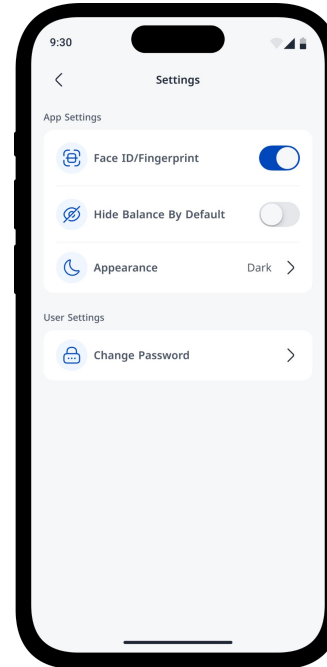 9:30
Settings
App Settings
Face ID/Fingerprint
Hide Balance By Default
Appearance Dark
User Settings
Change Password